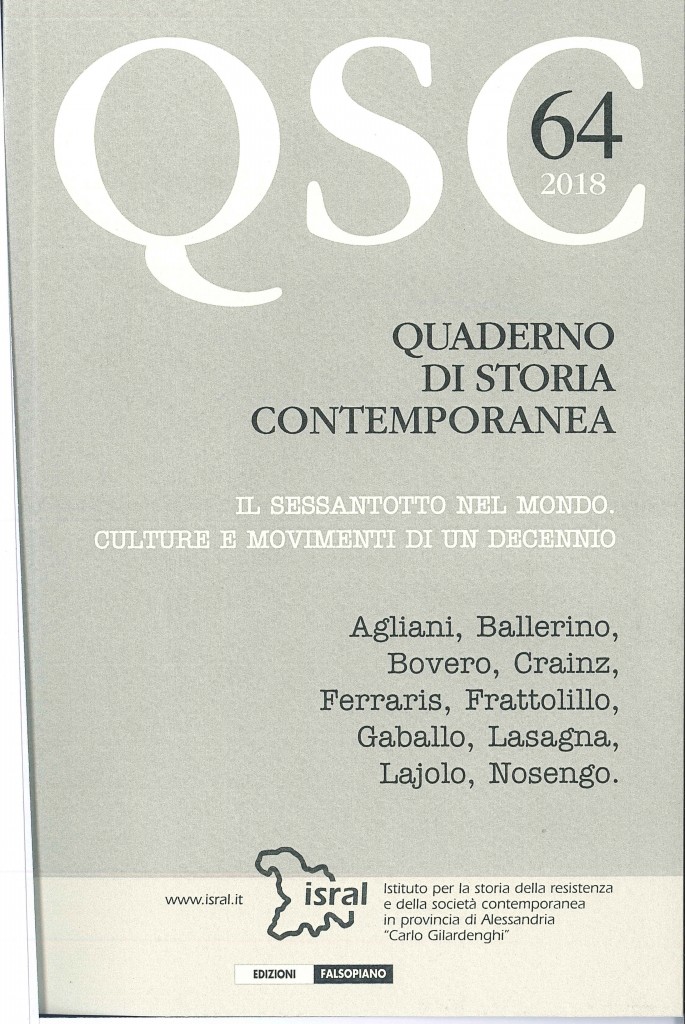 QSC
64
2018
QUADERNO
DI STORIA
CONTEMPORANEA
IL SESSANTOTTO NEL MONDO.
CULTURE E MOVIMENTI DI UN DECENNIO
Agliani, Ballerino,
Bovero, Crainz,
Ferraris, Frattolillo,
Gaballo, Lasagna,
Lajolo, Nosengo.
www.isral.it
isral
Istituto per la storia della resistenza
e della società contemporanea
in provincia di Alessandria
"Carlo Gilardenghi"
EDIZIONI FALSOPIANO